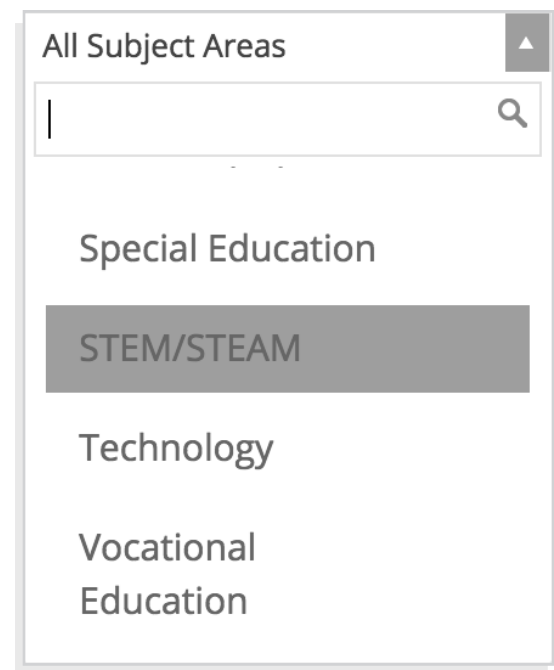 All Subject Areas
Special Education
STEM/STEAM
Technology
Vocational
Education